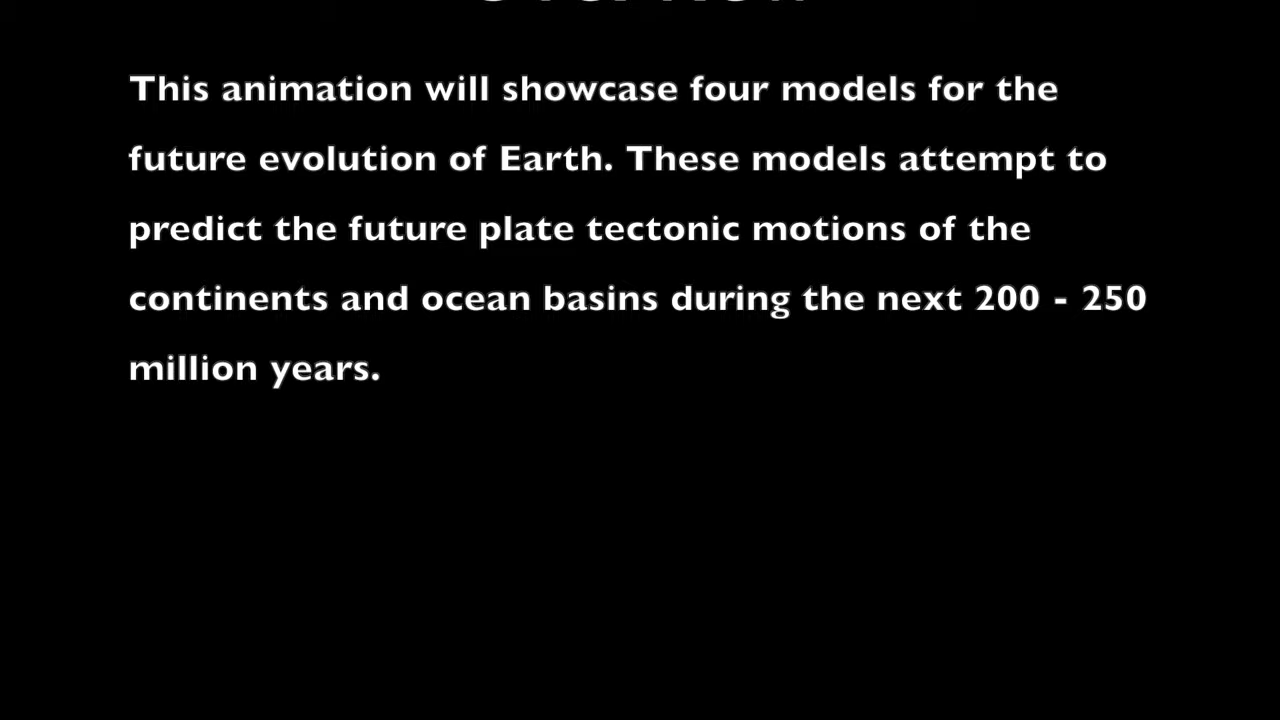 This animation will showcase four models for the
future evolution of Earth. These models attempt to
predict the future plate tectonic motions of the
continents and ocean basins during the next 200 - 250
million years.